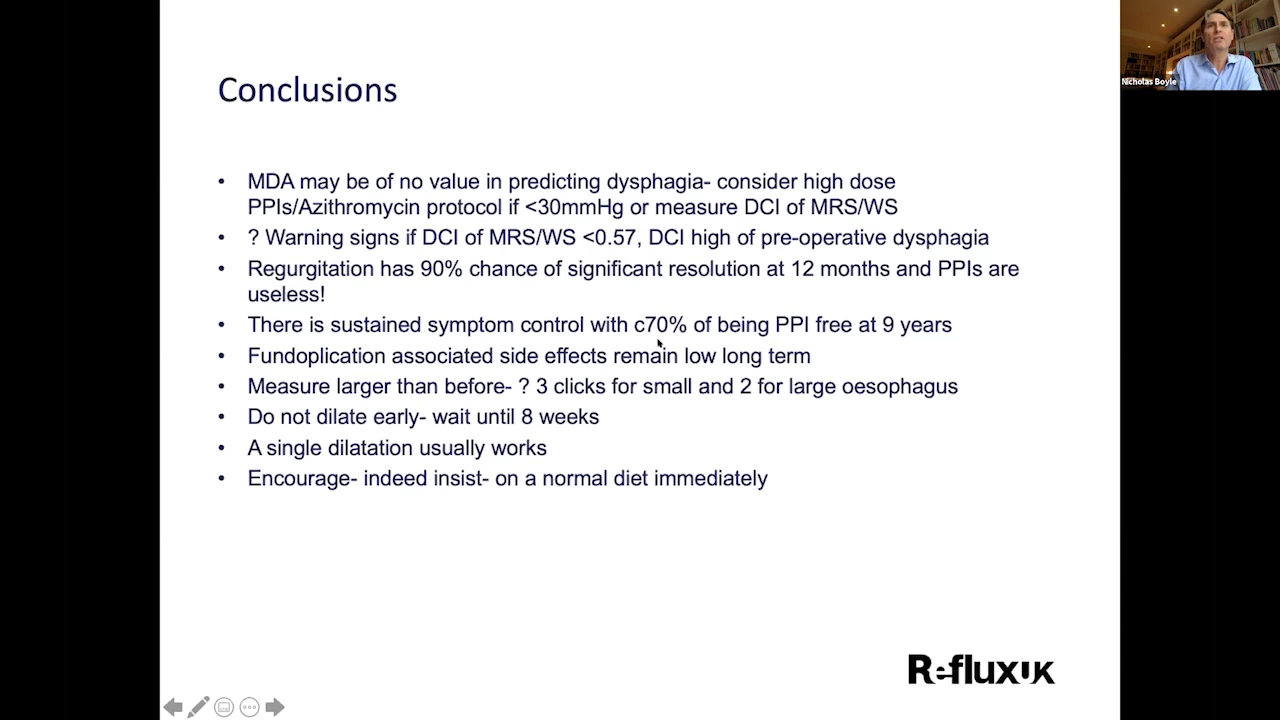 Nicholas Boyle
Conclusions
• MDA may be of no value in predicting dysphagia- consider high dose
PPIs/Azithromycin protocol if <30mmHg or measure DCI of MRS/WS
• ? Warning signs if DCI of MRS/WS <0.57, DCI high of pre-operative dysphagia
• Regurgitation has 90% chance of significant resolution at 12 months and PPIs are
useless!
• There is sustained symptom control with c70% of being PPI free at 9 years
• Fundoplication associated side effects remain low long term
• Measure larger than before- ? 3 clicks for small and 2 for large oesophagus
• Do not dilate early- wait until 8 weeks
• A single dilatation usually works
• Encourage- indeed insist- on a normal diet immediately
RefluxUK